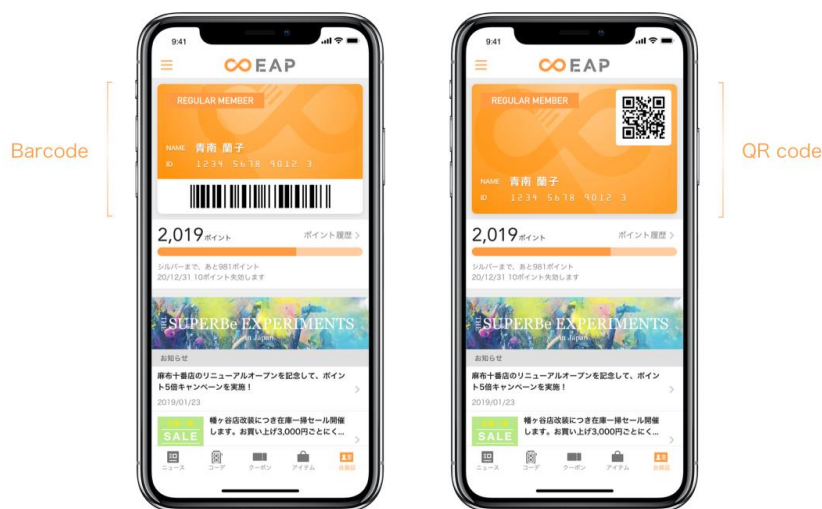 Barcode
9:41
EAP
REGULAR MEMBER
NAME 青南 蘭子
ID 1234 5678 9012 3
2,019ポイント
ポイント履歴 >
シルバーまで、あと981ポイント
20/12/31 10ポイント失効します
THE SUPERBe EXPERIMENTS
in Japan
お知らせ
麻布十番店のリニューアルオープンを記念して、ポイン
ト5倍キャンペーンを実施!
2019/01/23
SALE
幡ヶ谷店改装につき在庫一掃セール開催
します。お買い上げ3,000円ごとにく...
ニュース
コーデ
クーポン
アイテム
会員証
9:41
EAP
REGULAR MEMBER
NAME 青南 蘭子
ID 1234 5678 9012 3
2,019ポイント
ポイント履歴 >
シルバーまで、あと981ポイント
20/12/31 10ポイント失効します
THE SUPERBe EXPERIMENTS
in Japan
お知らせ
麻布十番店のリニューアルオープンを記念して、ポイン
ト5倍キャンペーンを実施!
2019/01/23
SALE
幡ヶ谷店改装につき在庫一掃セール開催
します。お買い上げ3,000円ごとにく...
ニュース
コーデ
クーポン
アイテム
会員証
QR code